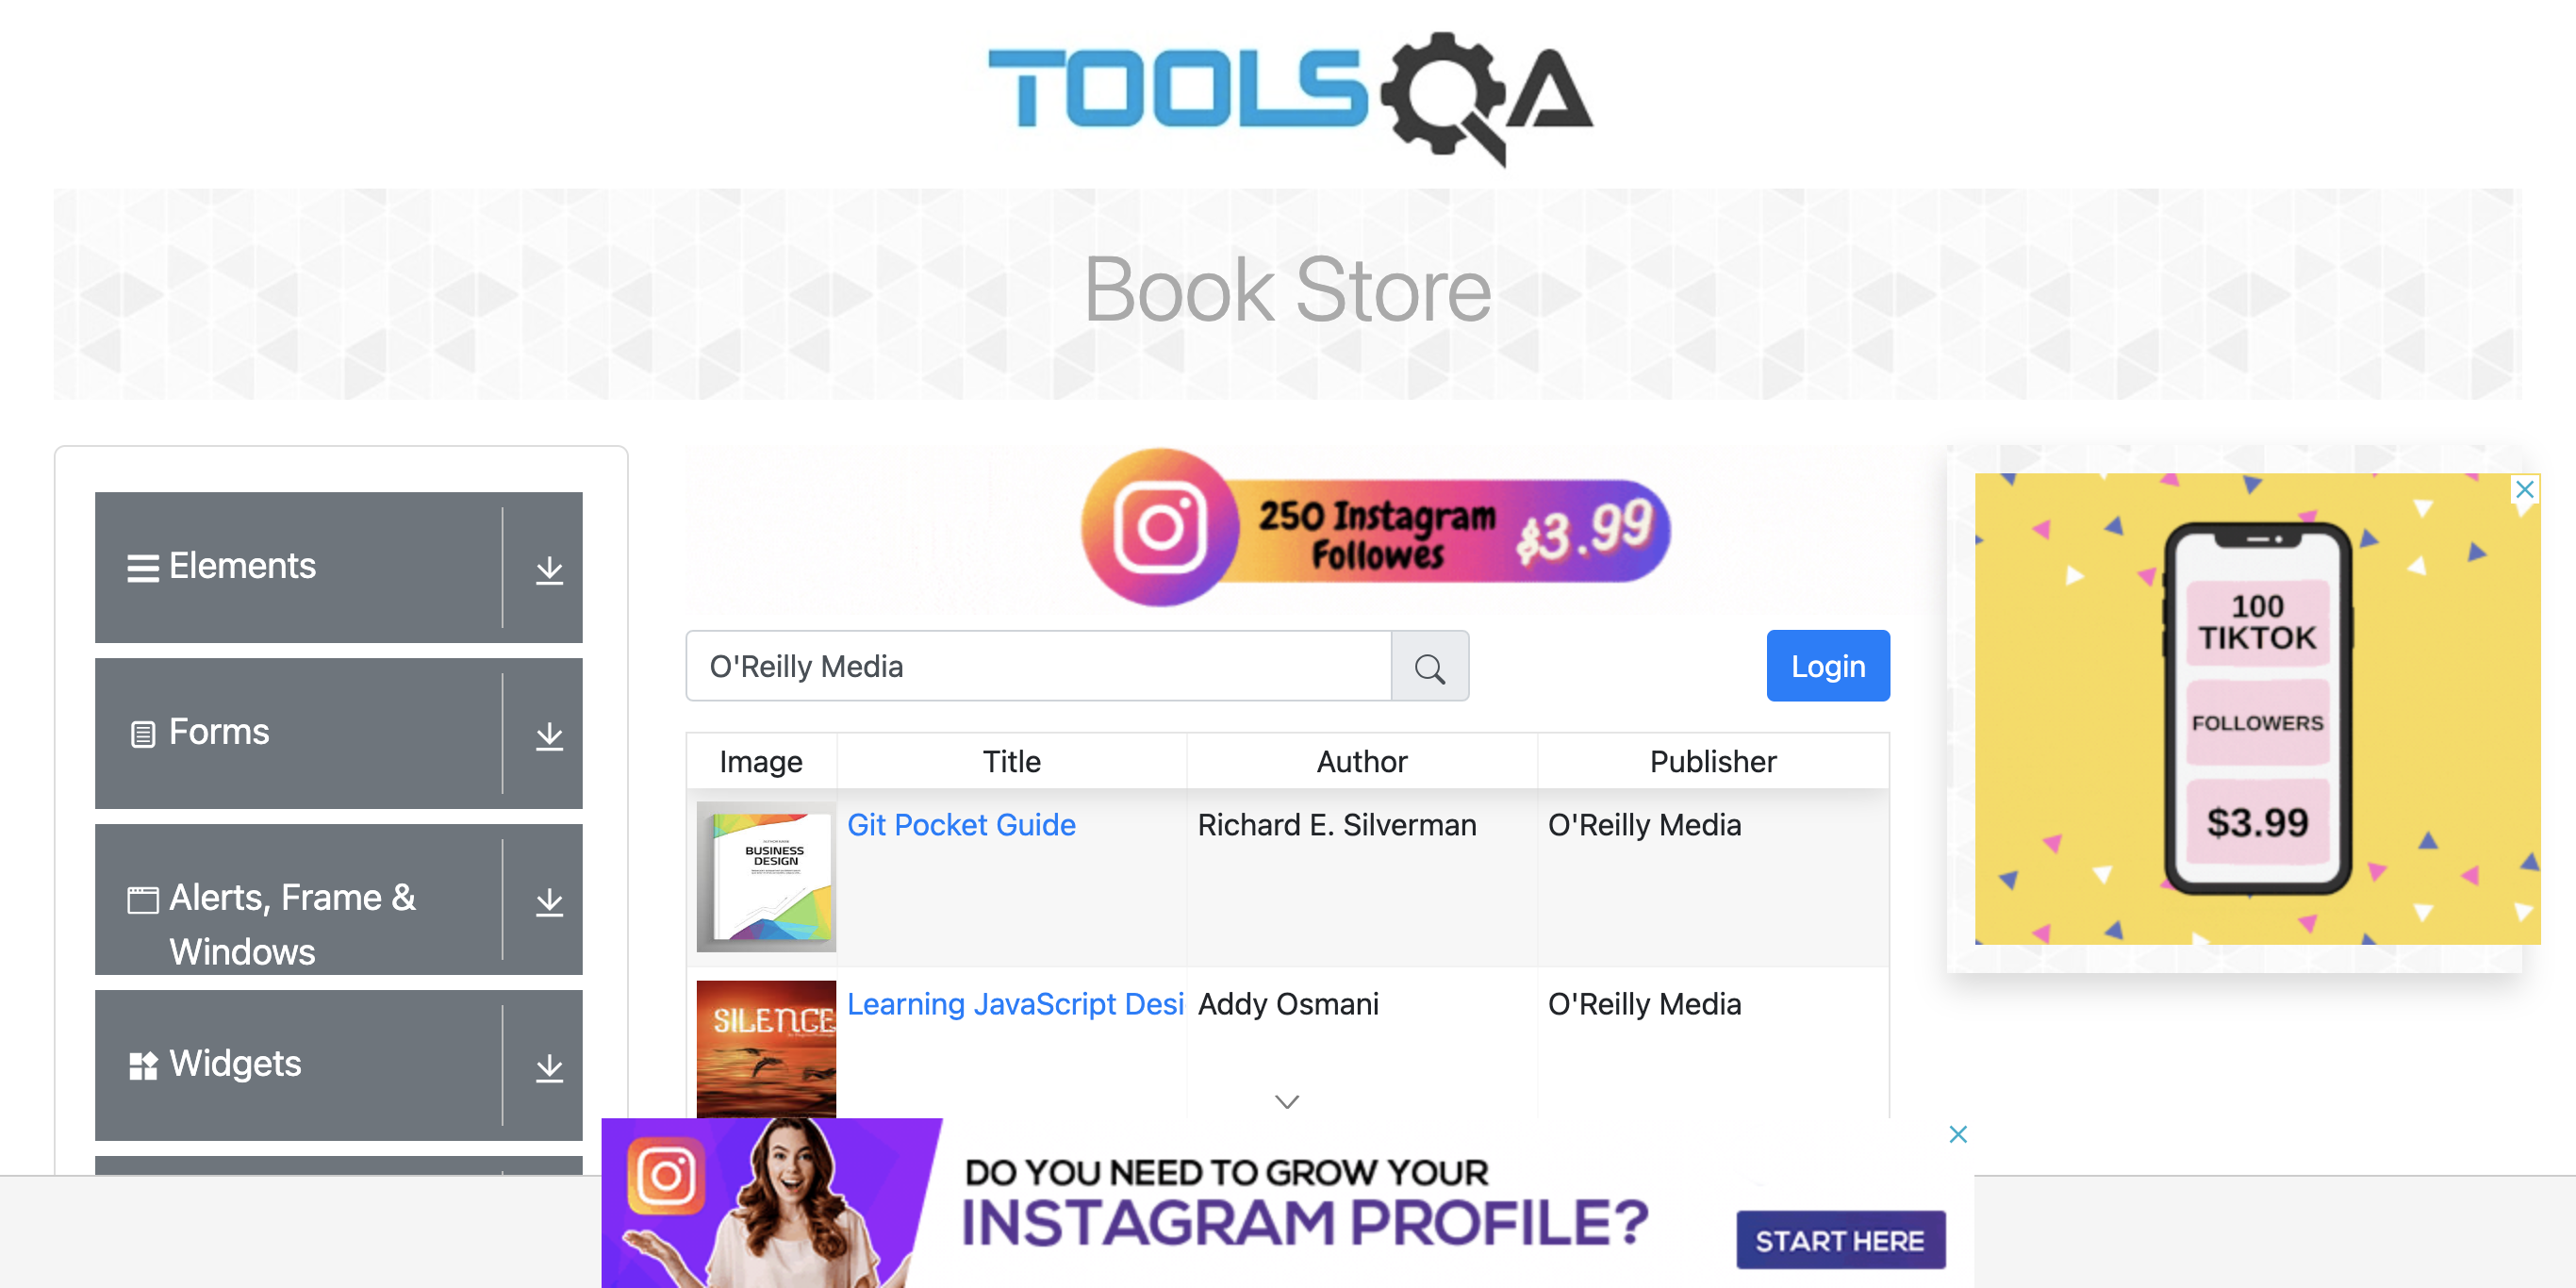 TOOLSQA
Book Store
Elements
Forms
Alerts, Frame &
Windows
Widgets
250 Instagram
Followes
$3.99
O'Reilly Media
Login
Image Title Author Publisher
BUSINESS
DESIGN
Git Pocket Guide Richard E. Silverman O'Reilly Media
SILENCE
Learning JavaScript Desi Addy Osmani O'Reilly Media
100
TIKTOK
FOLLOWERS
$3.99
DO YOU NEED TO GROW YOUR
INSTAGRAM PROFILE?
START HERE